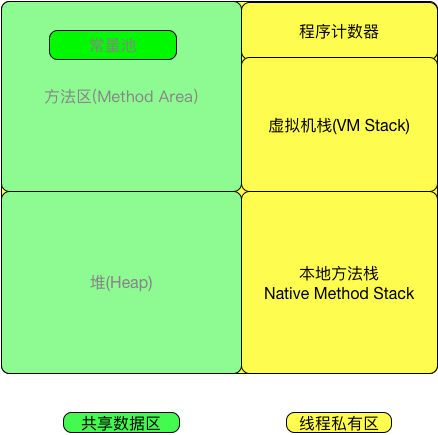 常量池
方法区(Method Area)
程序计数器
虚拟机栈(VM Stack)
堆(Heap)
本地方法栈
Native Method Stack
共享数据区
线程私有区